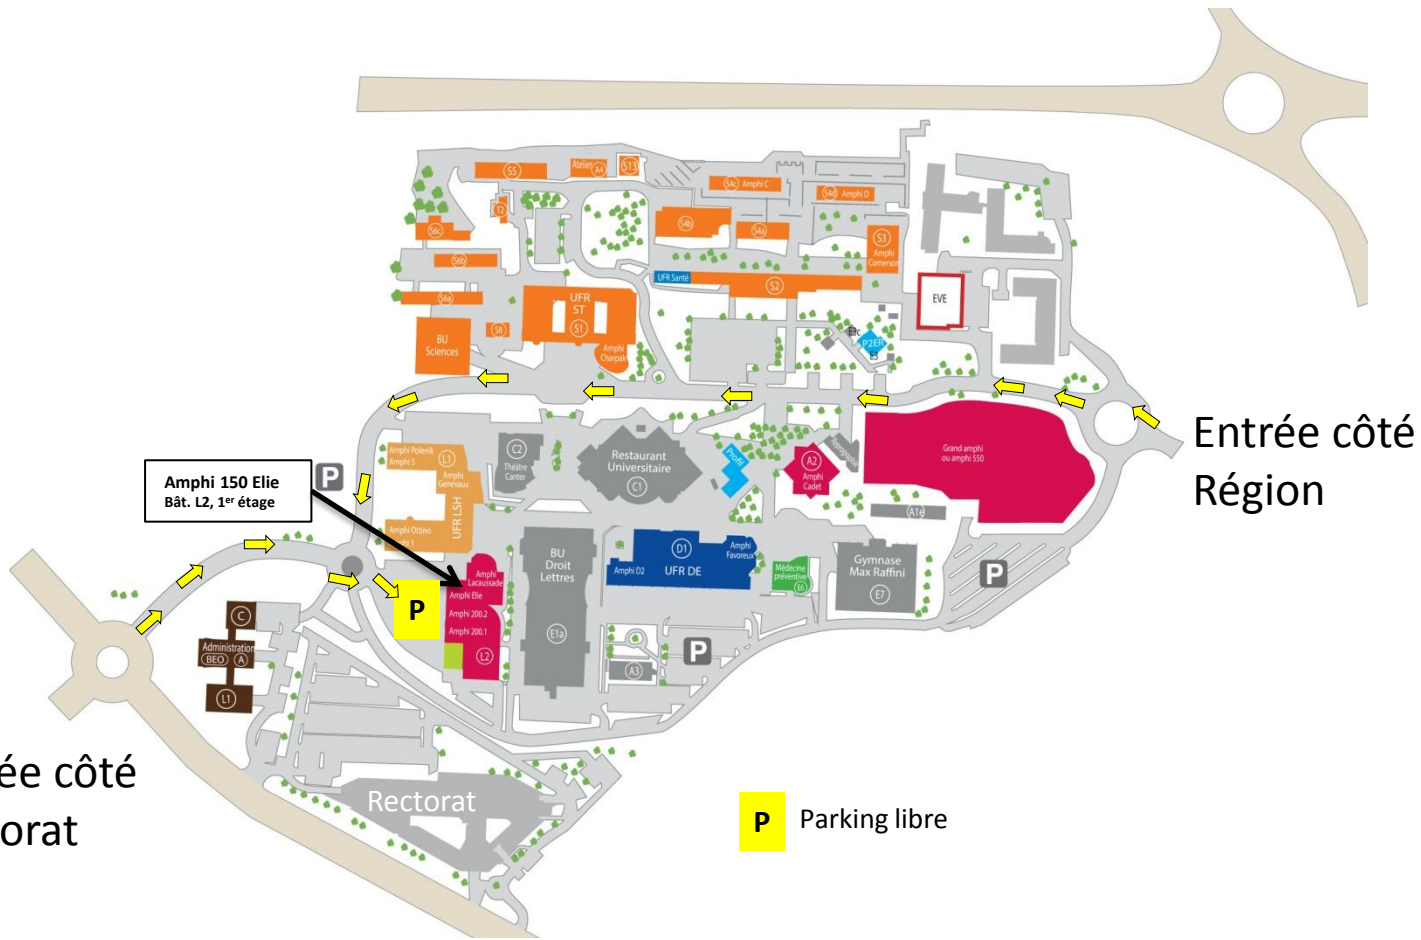 S5
Atelier A4
S13
S4c Amphi C
S4d Amphi D
T2
S6c
S4b
S4a
S3
Amphi
Comerson
S6b
UFR Santé
S2
EVE
S6a
UFR
ST
S1
S8
BU
Sciences
Amphi
Charpak
E3c
P2ER
E3
Entrée côté
Région
Amphi Polenik
Amphi 3
L1
Amphi
Genevaux
UFR LSH
Amphi Ottino
C2
Théâtre
Canter
Restaurant
Universitaire
C1
Profil
A2
Amphi
Cadet
Reprographie
Grand amphi
ou amphi 550
A1e
P
Amphi 150 Elie
Bât. L2, 1er étage
BU
Droit
Lettres
E1a
D1
Amphi
Favoreux
Amphi D2
UFR DE
Médecine
préventive
E6
Gymnase
Max Raffini
E7
P
Amphi
Lacaussade
Amphi Elie
Amphi 200.2
Amphi 200.1
L2
P
A3
P
C
Administration
BEO A
L1
ée côté
orat
Rectorat
P Parking libre